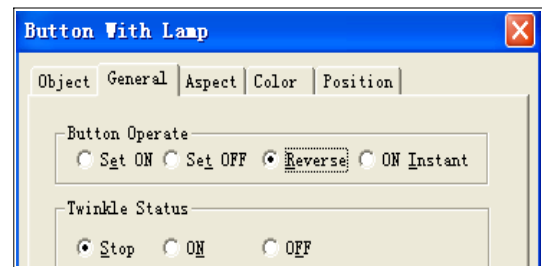 Button With Lamp
Object General Aspect Color Position
Button Operate
Set ON Set OFF Reverse ON Instant
Twinkle Status
Stop ON OFF